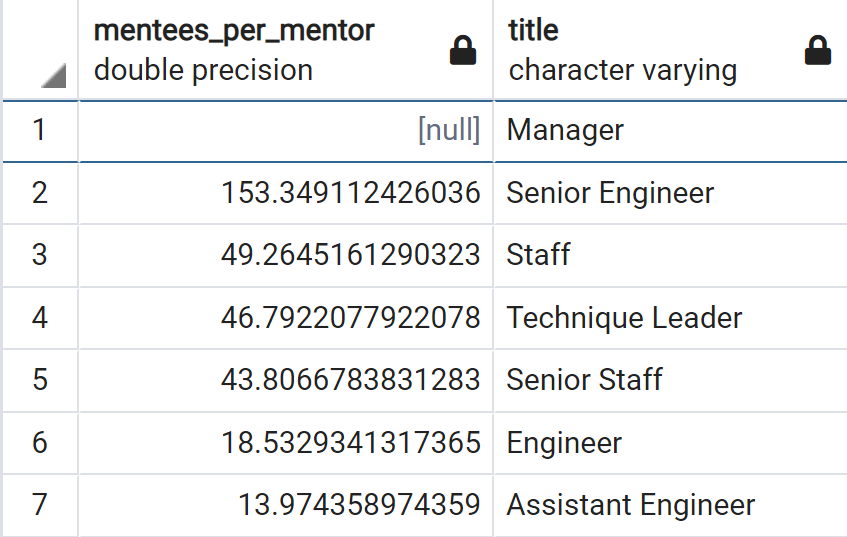 mentees_per_mentor title
double precision character varying
1 [null] Manager
2 153.349112426036 Senior Engineer
3 49.2645161290323 Staff
4 46.7922077922078 Technique Leader
5 43.8066783831283 Senior Staff
6 18.5329341317365 Engineer
7 13.974358974359 Assistant Engineer